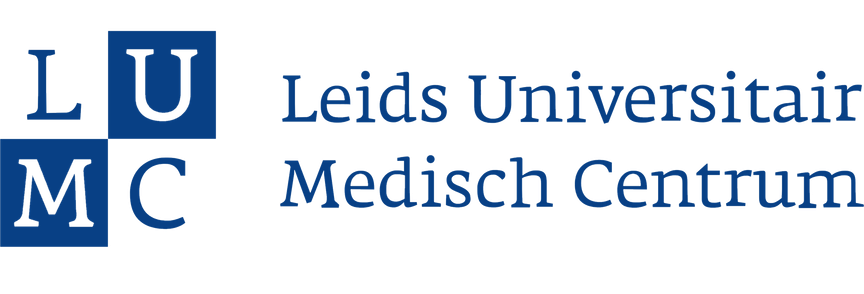 L U
M C
Leids Universitair
Medisch Centrum